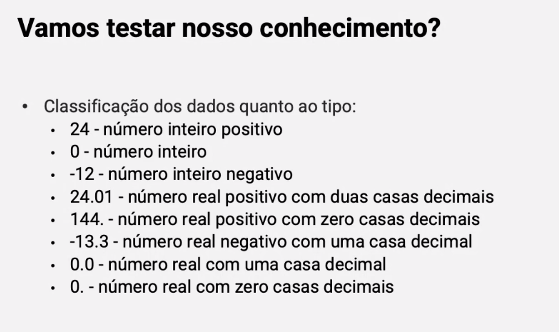 Vamos testar nosso conhecimento?
• Classificação dos dados quanto ao tipo:
• 24 - número inteiro positivo
• 0 - número inteiro
• -12 - número inteiro negativo
• 24.01 - número real positivo com duas casas decimais
• 144. - número real positivo com zero casas decimais
• -13.3 - número real negativo com uma casa decimal
• 0.0 - número real com uma casa decimal
• 0. - número real com zero casas decimais